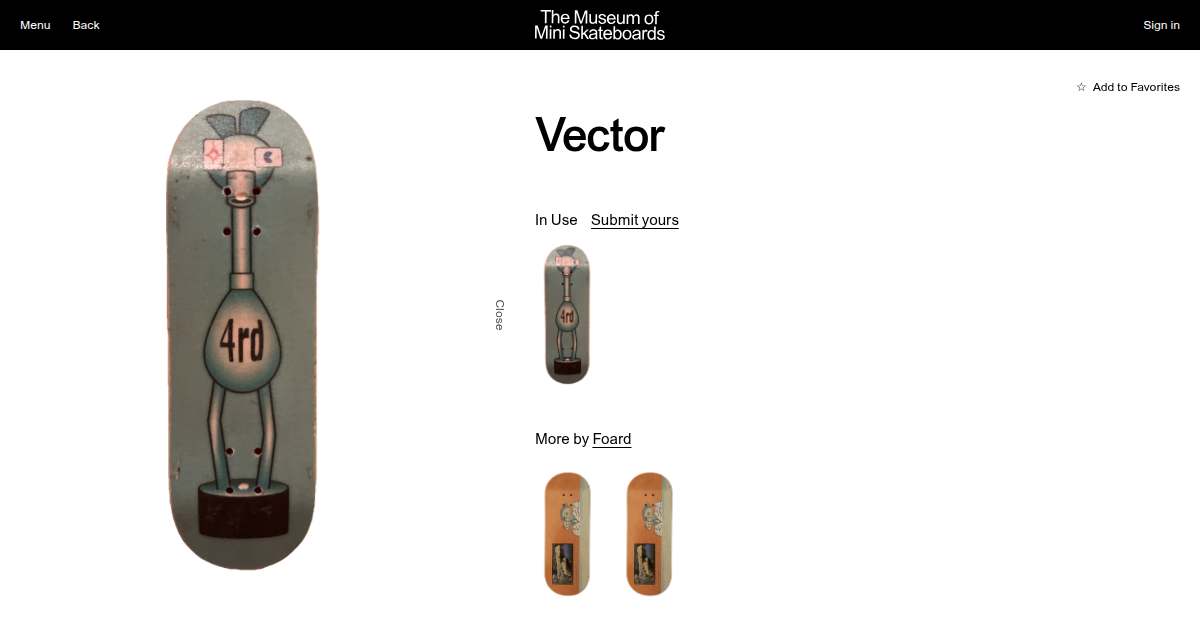 Menu
Back
The Museum of
Mini Skateboards
Sign in
☆ Add to Favorites
Vector
In Use
Submit yours
Close
4rd
4rd
More by Foard